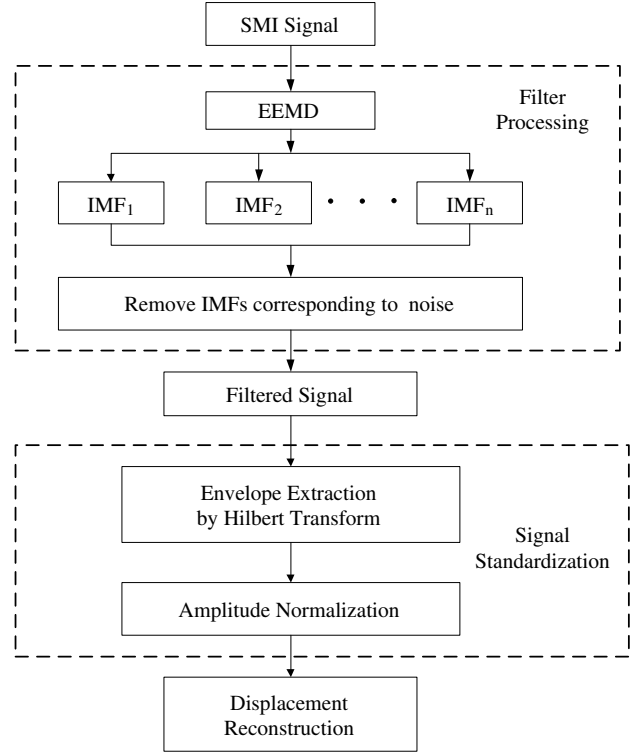 SMI Signal
Filter
Processing
EEMD
IMF₁
IMF₂
· · ·
IMFₙ
Remove IMFs corresponding to noise
Filtered Signal
Envelope Extraction
by Hilbert Transform
Signal
Standardization
Amplitude Normalization
Displacement
Reconstruction